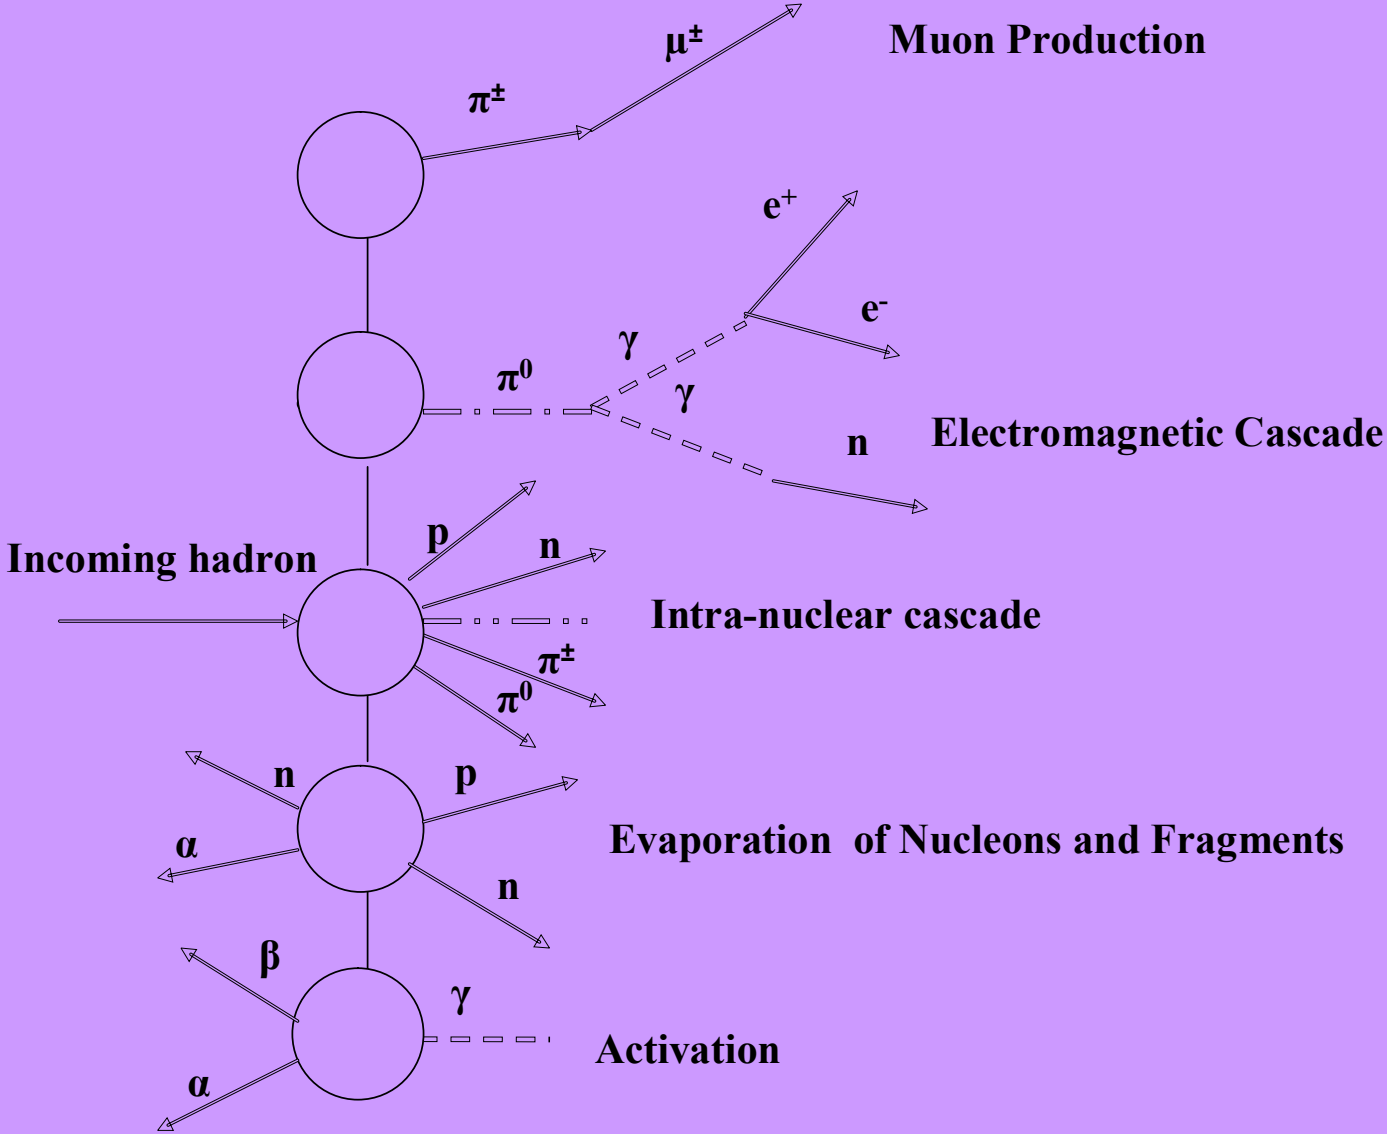 μ±
Muon Production
π±
e+
e-
γ
π0
γ
Electromagnetic Cascade
n
p
n
Incoming hadron
Intra-nuclear cascade
π±
π0
n
p
α
Evaporation of Nucleons and Fragments
n
β
γ
Activation
α